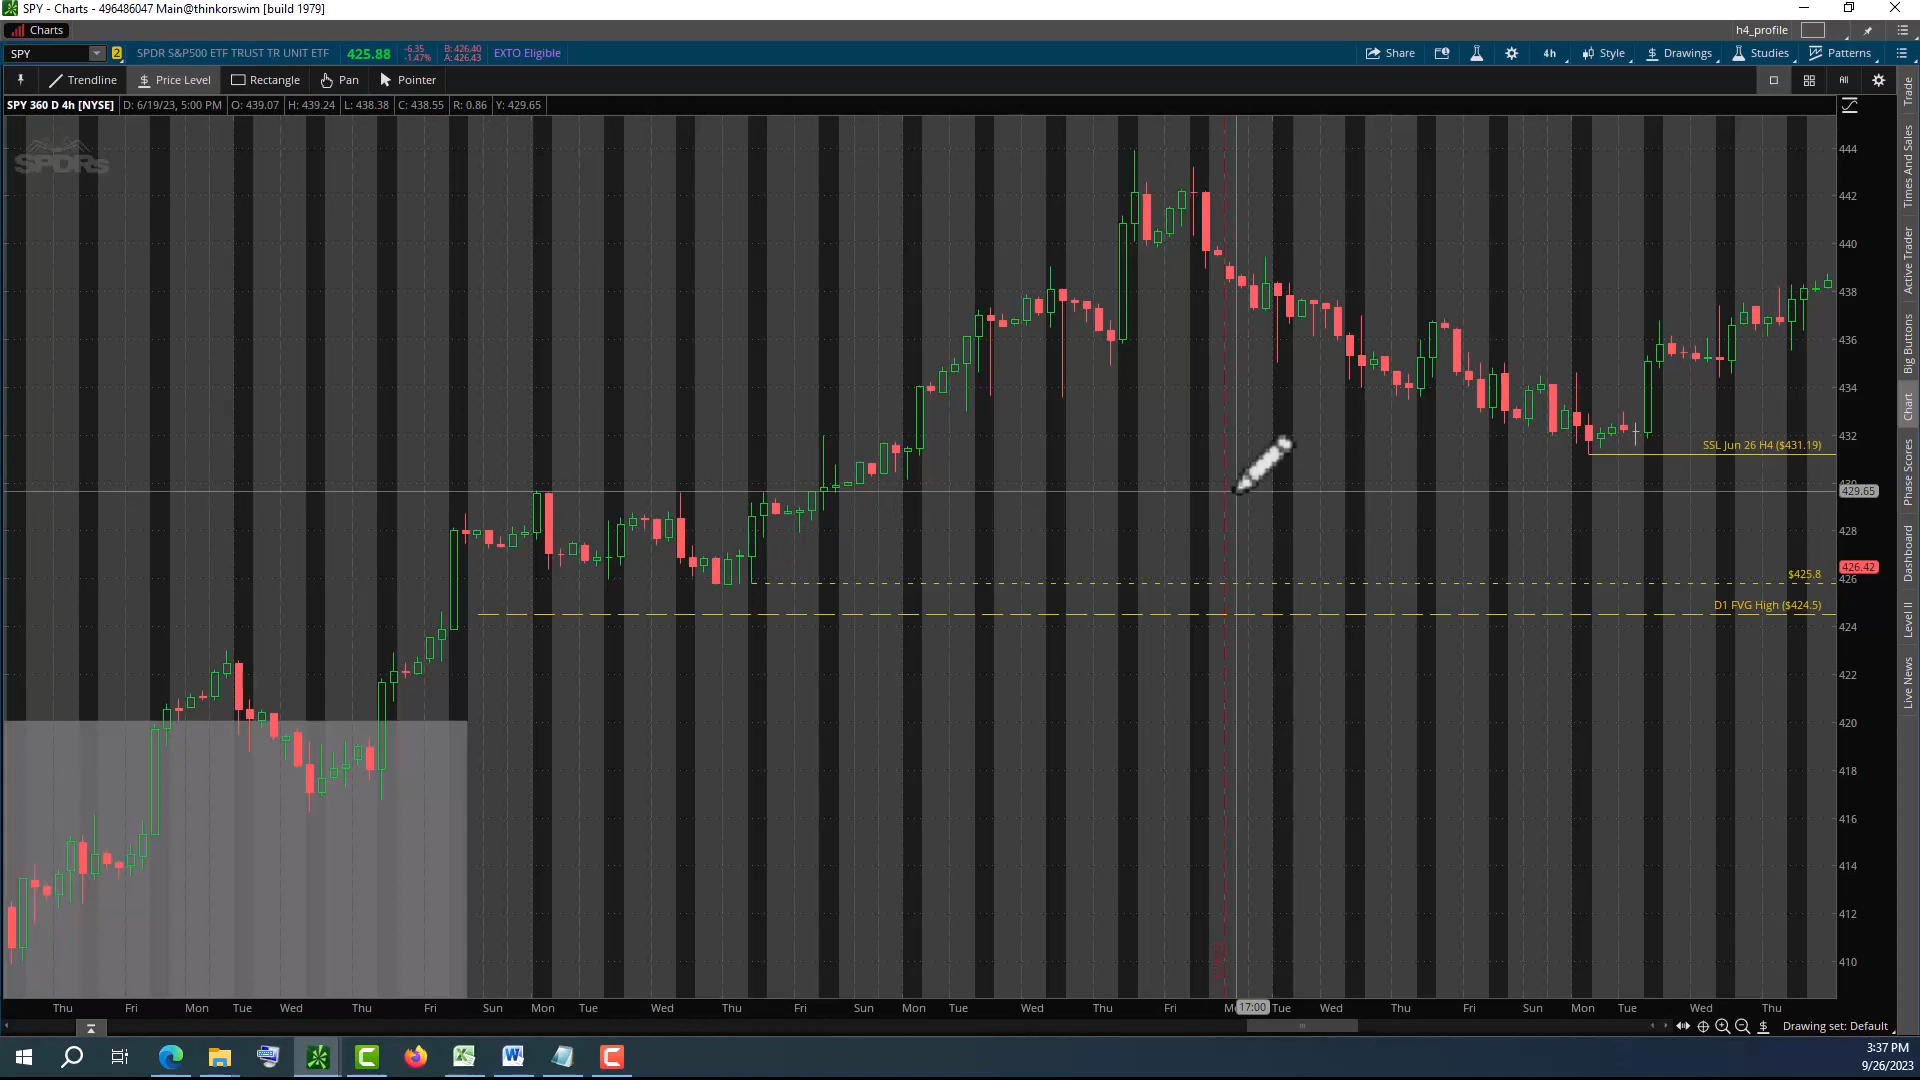 SPY - Charts - 496486047 Main@thinkorswim [build 1979]
Charts
h4_profile
SPY
2
SPDR S&P500 ETF TRUST TR UNIT ETF
425.88
-6.35
-1.47%
B: 426.40
A: 426.43
EXTO Eligible
Share
4h
Style
Drawings
Studies
Patterns
Trendline
$ Price Level
Rectangle
Pan
Pointer
All
SPY 360 D 4h [NYSE]
D: 6/19/23, 5:00 PM
O: 439.07
H: 439.24
L: 438.38
C: 438.55
R: 0.86
Y: 429.65
SPDRs
444
442
440
438
436
434
432
429.65
428
426.42
426
424
422
420
418
416
414
412
410
SSL Jun 26 H4 ($431.19)
$425.8
D1 FVG High ($424.5)
Trade
Times And Sales
Active Trader
Big Buttons
Chart
Phase Scores
Dashboard
Level II
Live News
Thu Fri Mon Tue Wed Thu Fri Sun Mon Tue Wed Thu Fri Sun Mon Tue Wed Thu Fri 17:00 Tue Wed Thu Fri Sun Mon Tue Wed Thu
Drawing set: Default
3:37 PM
9/26/2023